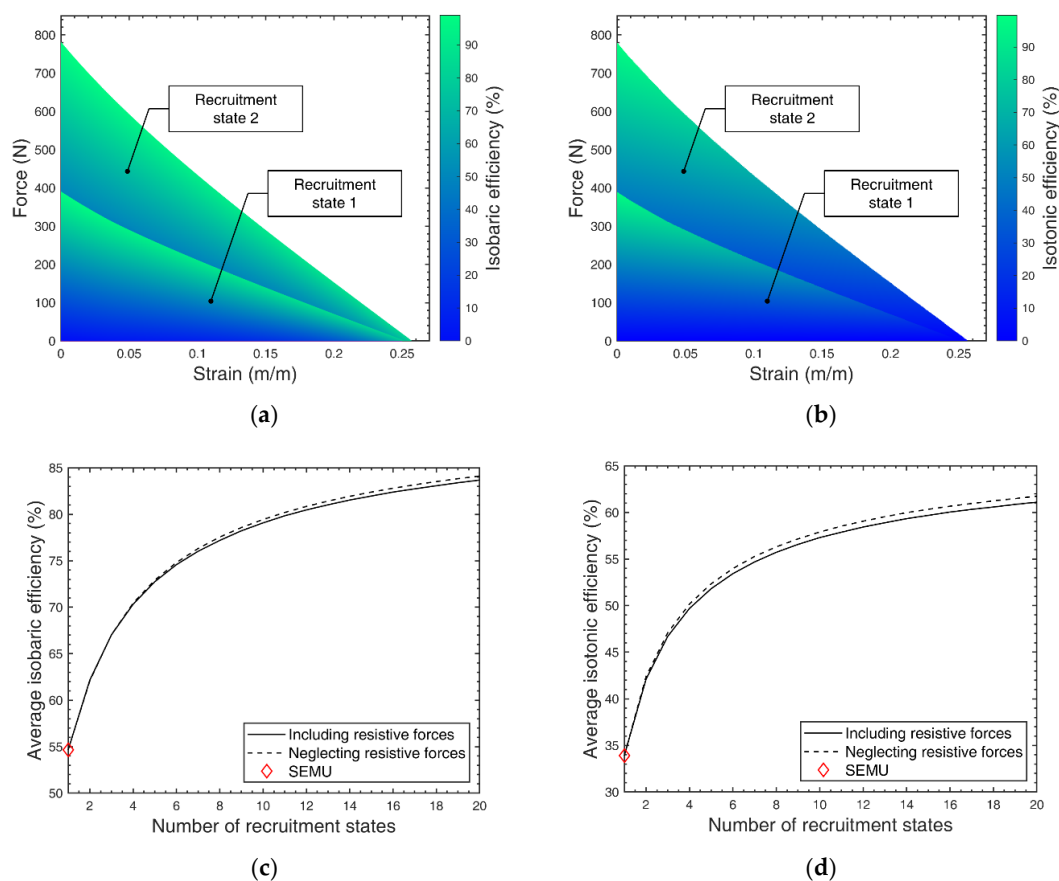 800
700
600
500
400
300
200
100
0
Force (N)
0
0.05
0.1
0.15
0.2
0.25
Strain (m/m)
Recruitment
state 2
Recruitment
state 1
90
80
70
60
50
40
30
20
10
0
Isobaric efficiency (%)
(a)
800
700
600
500
400
300
200
100
0
Force (N)
0
0.05
0.1
0.15
0.2
0.25
Strain (m/m)
Recruitment
state 2
Recruitment
state 1
90
80
70
60
50
40
30
20
10
0
Isotonic efficiency (%)
(b)
85
80
75
70
65
60
55
50
Average isobaric efficiency (%)
Including resistive forces
Neglecting resistive forces
SEMU
2 4 6 8 10 12 14 16 18 20
Number of recruitment states
(c)
65
60
55
50
45
40
35
30
Average isotonic efficiency (%)
Including resistive forces
Neglecting resistive forces
SEMU
2 4 6 8 10 12 14 16 18 20
Number of recruitment states
(d)